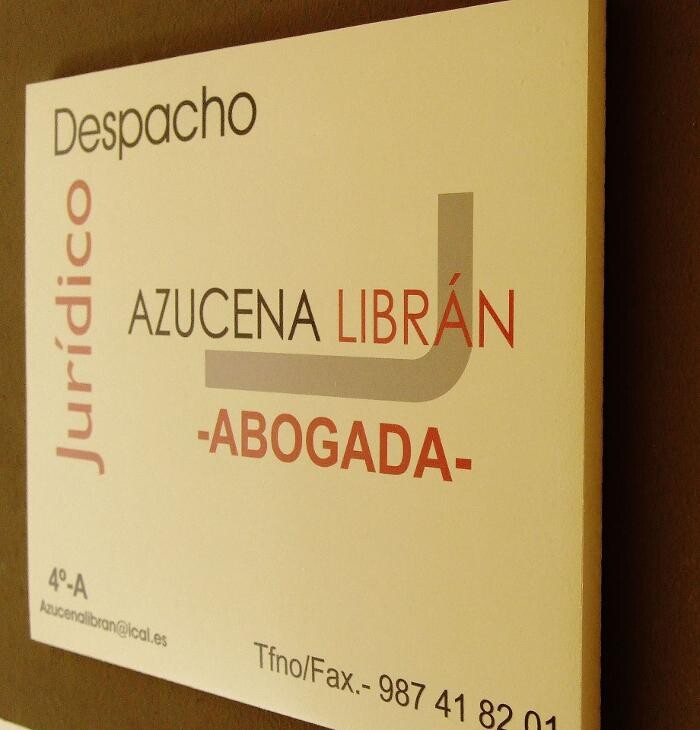 Despacho
Jurídico
AZUCENA LIBRÁN
-ABOGADA-
4º-A
Azucenalibran@ical.es
Tfno/Fax.- 987 41 82 01